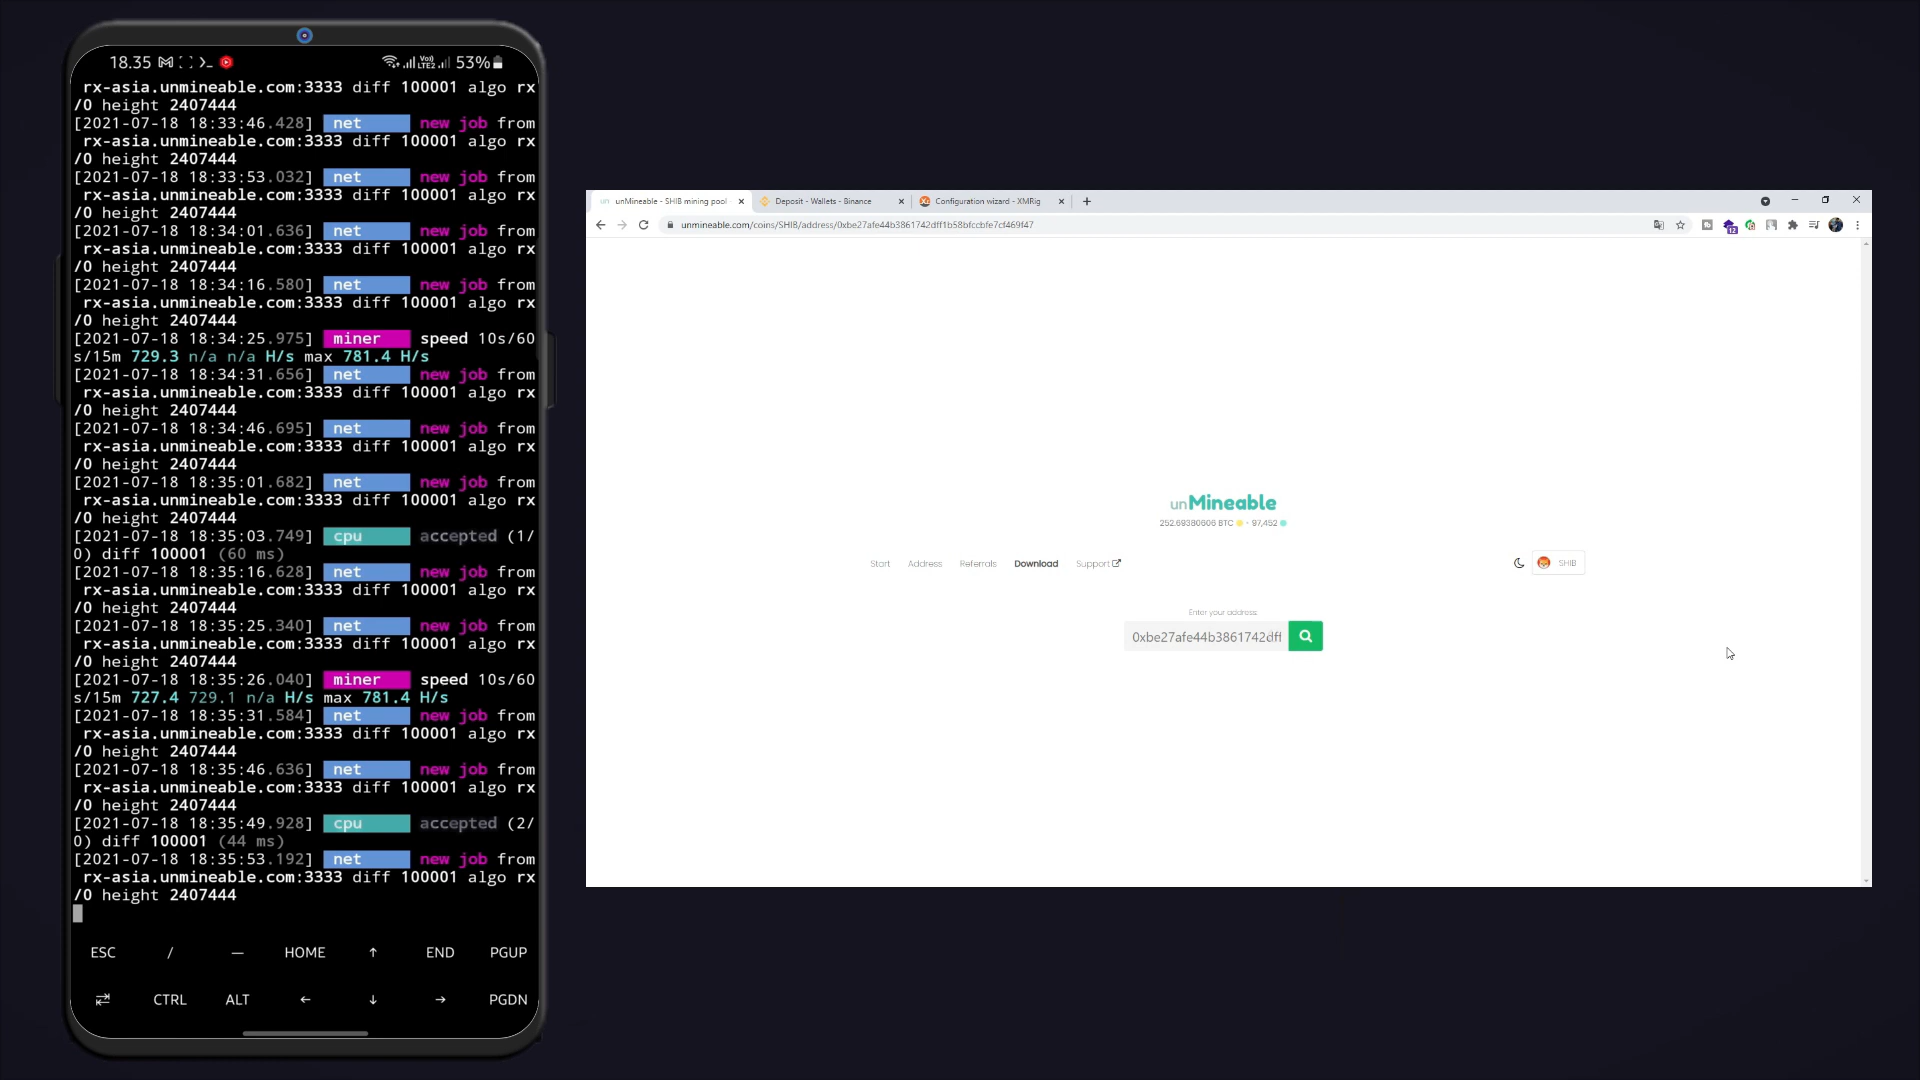 18.35 53%
rx-asia.unmineable.com:3333 diff 100001 algo rx
/0 height 2407444
[2021-07-18 18:33:46.428] net new job from
rx-asia.unmineable.com:3333 diff 100001 algo rx
/0 height 2407444
[2021-07-18 18:33:53.032] net new job from
rx-asia.unmineable.com:3333 diff 100001 algo rx
/0 height 2407444
[2021-07-18 18:34:01.636] net new job from
rx-asia.unmineable.com:3333 diff 100001 algo rx
/0 height 2407444
[2021-07-18 18:34:16.580] net new job from
rx-asia.unmineable.com:3333 diff 100001 algo rx
/0 height 2407444
[2021-07-18 18:34:25.975] miner speed 10s/60
s/15m 729.3 n/a n/a H/s max 781.4 H/s
[2021-07-18 18:34:31.656] net new job from
rx-asia.unmineable.com:3333 diff 100001 algo rx
/0 height 2407444
[2021-07-18 18:34:46.695] net new job from
rx-asia.unmineable.com:3333 diff 100001 algo rx
/0 height 2407444
[2021-07-18 18:35:01.682] net new job from
rx-asia.unmineable.com:3333 diff 100001 algo rx
/0 height 2407444
[2021-07-18 18:35:03.749] cpu accepted (1/
0) diff 100001 (60 ms)
[2021-07-18 18:35:16.628] net new job from
rx-asia.unmineable.com:3333 diff 100001 algo rx
/0 height 2407444
[2021-07-18 18:35:25.340] net new job from
rx-asia.unmineable.com:3333 diff 100001 algo rx
/0 height 2407444
[2021-07-18 18:35:26.040] miner speed 10s/60
s/15m 727.4 729.1 n/a H/s max 781.4 H/s
[2021-07-18 18:35:31.584] net new job from
rx-asia.unmineable.com:3333 diff 100001 algo rx
/0 height 2407444
[2021-07-18 18:35:46.636] net new job from
rx-asia.unmineable.com:3333 diff 100001 algo rx
/0 height 2407444
[2021-07-18 18:35:49.928] cpu accepted (2/
0) diff 100001 (44 ms)
[2021-07-18 18:35:53.192] net new job from
rx-asia.unmineable.com:3333 diff 100001 algo rx
/0 height 2407444
ESC / — HOME ↑ END PGUP
⇄ CTRL ALT ← ↓ → PGDN
unMineable - SHIB mining pool Deposit - Wallets - Binance Configuration wizard - XMRig
unmineable.com/coins/SHIB/address/0xbe27afe44b3861742dff1b58bfccbfe7cf469f47
unMineable
252.69380606 BTC - 97,452
Start Address Referrals Download Support SHIB
Enter your address:
0xbe27afe44b3861742dff